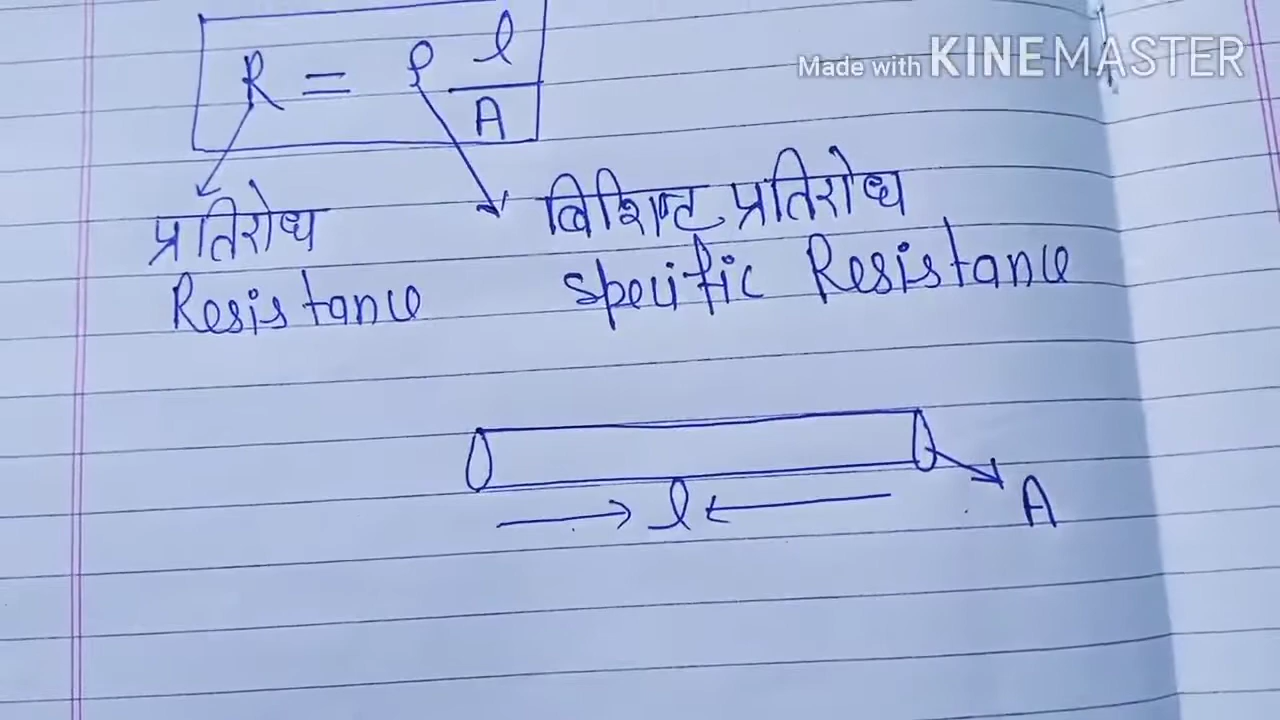 Made with KINEMASTER
R = ρ l/A
प्रतिरोध
Resistance
बिशिष्ट प्रतिरोध
specific Resistance
l
A